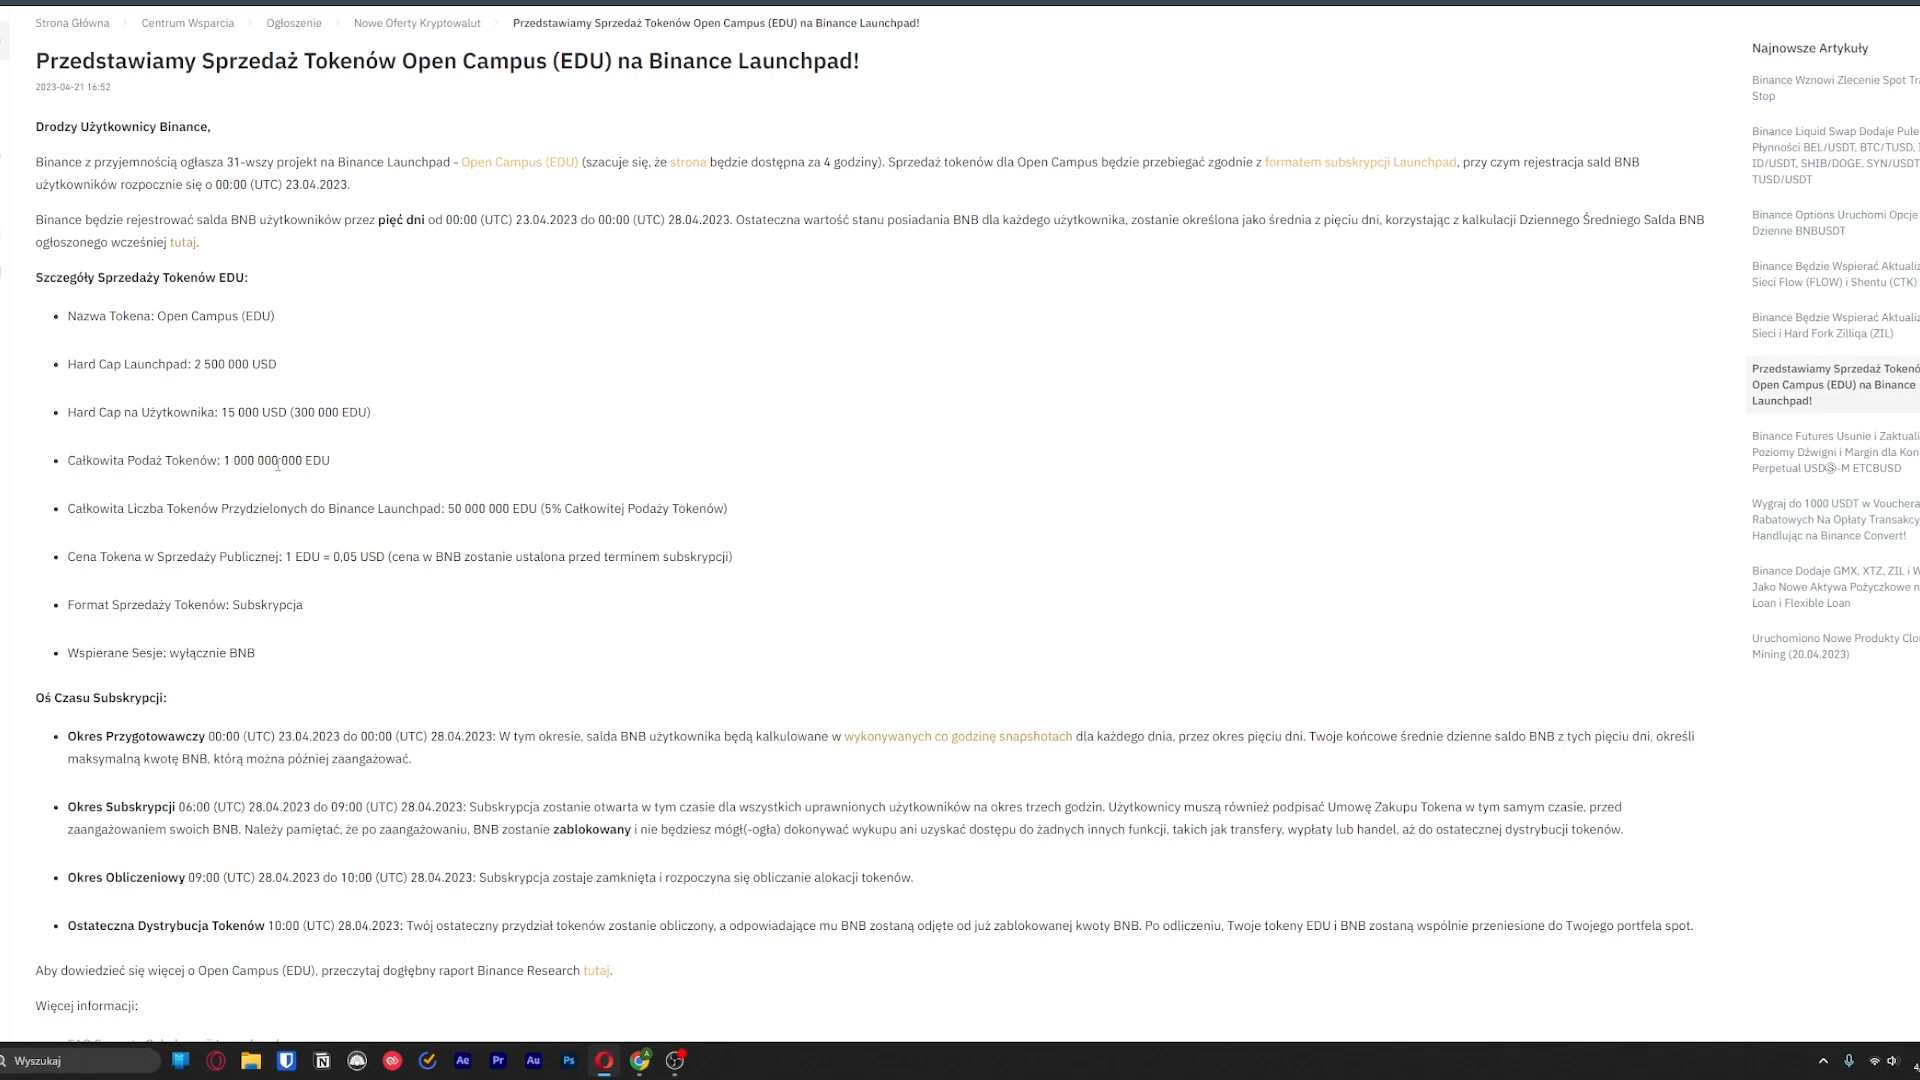 Strona Główna Centrum Wsparcia Ogłoszenie Nowe Oferty Kryptowalut Przedstawiamy Sprzedaż Tokenów Open Campus (EDU) na Binance Launchpad!
Przedstawiamy Sprzedaż Tokenów Open Campus (EDU) na Binance Launchpad!
2023-04-21 16:52
Drodzy Użytkownicy Binance,
Binance z przyjemnością ogłasza 31-wszy projekt na Binance Launchpad - Open Campus (EDU) (szacuje się, że strona będzie dostępna za 4 godziny). Sprzedaż tokenów dla Open Campus będzie przebiegać zgodnie z formatem subskrypcji Launchpad, przy czym rejestracja sald BNB
użytkowników rozpocznie się o 00:00 (UTC) 23.04.2023.
Binance będzie rejestrować salda BNB użytkowników przez pięć dni od 00:00 (UTC) 23.04.2023 do 00:00 (UTC) 28.04.2023. Ostateczna wartość stanu posiadania BNB dla każdego użytkownika, zostanie określona jako średnia z pięciu dni, korzystając z kalkulacji Dziennego Średniego Salda BNB
ogłoszonego wcześniej tutaj.
Szczegóły Sprzedaży Tokenów EDU:
• Nazwa Tokena: Open Campus (EDU)
• Hard Cap Launchpad: 2 500 000 USD
• Hard Cap na Użytkownika: 15 000 USD (300 000 EDU)
• Całkowita Podaż Tokenów: 1 000 000 000 EDU
• Całkowita Liczba Tokenów Przydzielonych do Binance Launchpad: 50 000 000 EDU (5% Całkowitej Podaży Tokenów)
• Cena Tokena w Sprzedaży Publicznej: 1 EDU = 0,05 USD (cena w BNB zostanie ustalona przed terminem subskrypcji)
• Format Sprzedaży Tokenów: Subskrypcja
• Wspierane Sesje: wyłącznie BNB
Oś Czasu Subskrypcji:
• Okres Przygotowawczy 00:00 (UTC) 23.04.2023 do 00:00 (UTC) 28.04.2023: W tym okresie, salda BNB użytkownika będą kalkulowane w wykonywanych co godzinę snapshotach dla każdego dnia, przez okres pięciu dni. Twoje końcowe średnie dzienne saldo BNB z tych pięciu dni, określi
maksymalną kwotę BNB, którą można później zaangażować.
• Okres Subskrypcji 06:00 (UTC) 28.04.2023 do 09:00 (UTC) 28.04.2023: Subskrypcja zostanie otwarta w tym czasie dla wszystkich uprawnionych użytkowników na okres trzech godzin. Użytkownicy muszą również podpisać Umowę Zakupu Tokena w tym samym czasie, przed
zaangażowaniem swoich BNB. Należy pamiętać, że po zaangażowaniu, BNB zostanie zablokowany i nie będziesz mógł(-ogła) dokonywać wykupu ani uzyskać dostępu do żadnych innych funkcji, takich jak transfery, wypłaty lub handel, aż do ostatecznej dystrybucji tokenów.
• Okres Obliczeniowy 09:00 (UTC) 28.04.2023 do 10:00 (UTC) 28.04.2023: Subskrypcja zostaje zamknięta i rozpoczyna się obliczanie alokacji tokenów.
• Ostateczna Dystrybucja Tokenów 10:00 (UTC) 28.04.2023: Twój ostateczny przydział tokenów zostanie obliczony, a odpowiadające mu BNB zostaną odjęte od już zablokowanej kwoty BNB. Po odliczeniu, Twoje tokeny EDU i BNB zostaną wspólnie przeniesione do Twojego portfela spot.
Aby dowiedzieć się więcej o Open Campus (EDU), przeczytaj dogłębny raport Binance Research tutaj.
Więcej informacji:
Najnowsze Artykuły
Binance Wznowi Zlecenie Spot
Stop
Binance Liquid Swap Dodaje Pule
Płynności BEL/USDT, BTC/TUSD,
ID/USDT, SHIB/DOGE, SYN/USDT
TUSD/USDT
Binance Options Uruchomi Opcje
Dzienne BNBUSDT
Binance Będzie Wspierać
Sieci Flow (FLOW) i Shentu (CTK)
Binance Będzie Wspierać
Sieci i Hard Fork Zilliqa (ZIL)
Przedstawiamy Sprzedaż
Open Campus (EDU) na Binance
Launchpad!
Binance Futures Usunie i
Poziomy Dźwigni i Margin dla
Perpetual USDⓈ-M ETCBUSD
Wygraj do 1000 USDT w
Rabatowych Na Opłaty
Handlując na Binance Convert!
Binance Dodaje GMX, XTZ, ZIL i
Jako Nowe Aktywa Pożyczkowe
Loan i Flexible Loan
Uruchomiono Nowe Produkty
Mining (20.04.2023)
Wyszukaj
Ae Pr Au Ps